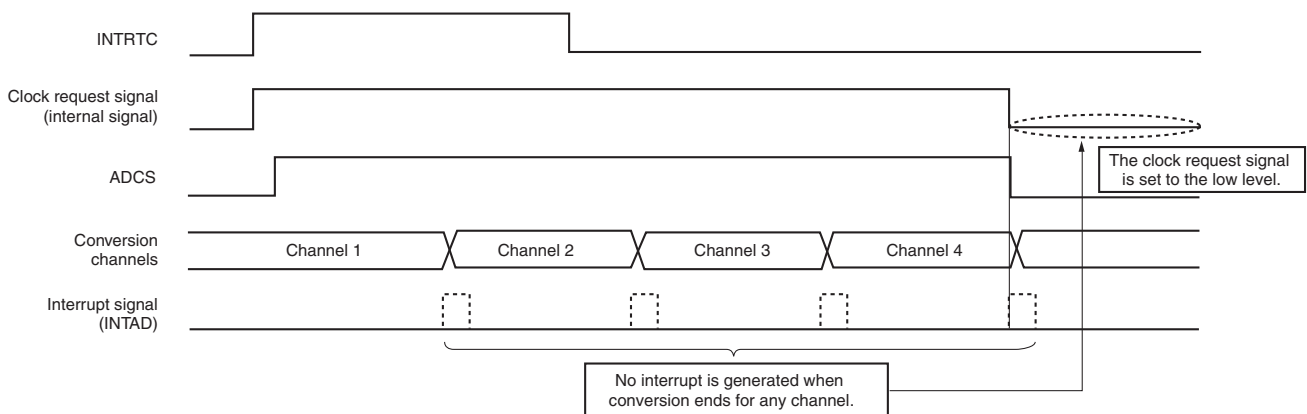 INTRTC
Clock request signal
(internal signal)
The clock request signal
is set to the low level.
ADCS
Conversion
channels
Channel 1
Channel 2
Channel 3
Channel 4
Interrupt signal
(INTAD)
No interrupt is generated when
conversion ends for any channel.